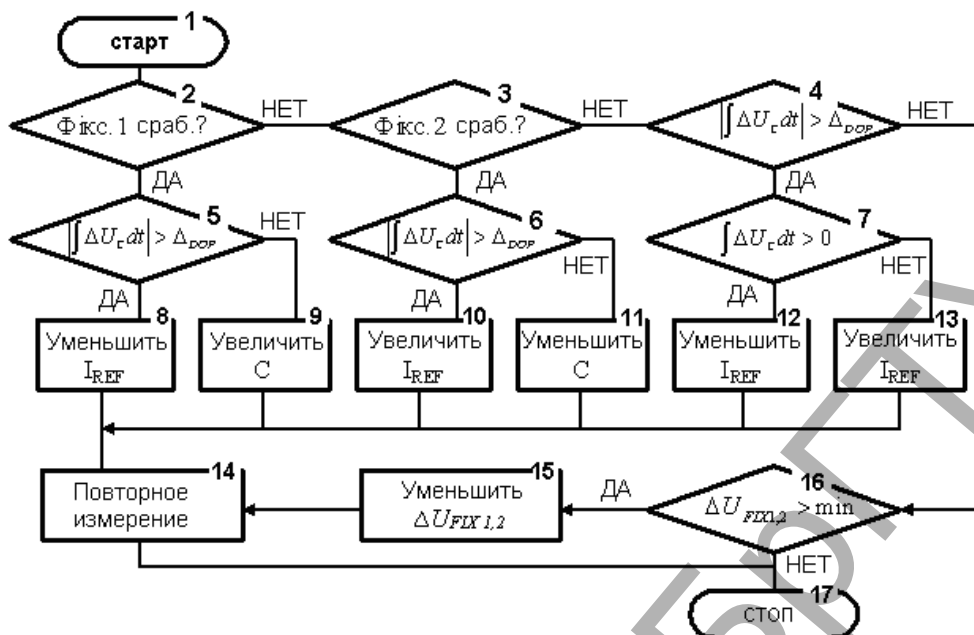 1
старт
2
Фікс.1 сраб.?
НЕТ
3
Фікс.2 сраб.?
НЕТ
4
|∫ΔU_c dt| > Δ_DOP
ДА
ДА
ДА
5
|∫ΔU_c dt| > Δ_DOP
НЕТ
6
|∫ΔU_c dt| > Δ_DOP
НЕТ
7
∫ΔU_c dt > 0
НЕТ
ДА
ДА
ДА
8
Уменьшить
I_REF
9
Увеличить
С
10
Увеличить
I_REF
11
Уменьшить
С
12
Уменьшить
I_REF
13
Увеличить
I_REF
14
Повторное
измерение
15
Уменьшить
ΔU_FIX 1,2
ДА
16
ΔU_FIX1,2 > min
НЕТ
17
стоп